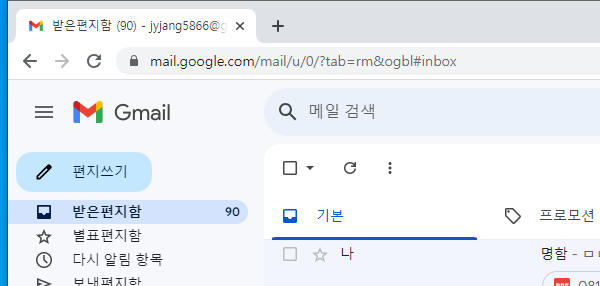 받은편지함 (90) - jyjang5866@g
mail.google.com/mail/u/0/?tab=rm&ogbl#inbox
Gmail
메일 검색
편지쓰기
받은편지함 90
기본
프로모션
별표편지함
나
명함 -
다시 알림 항목
보낸편지함